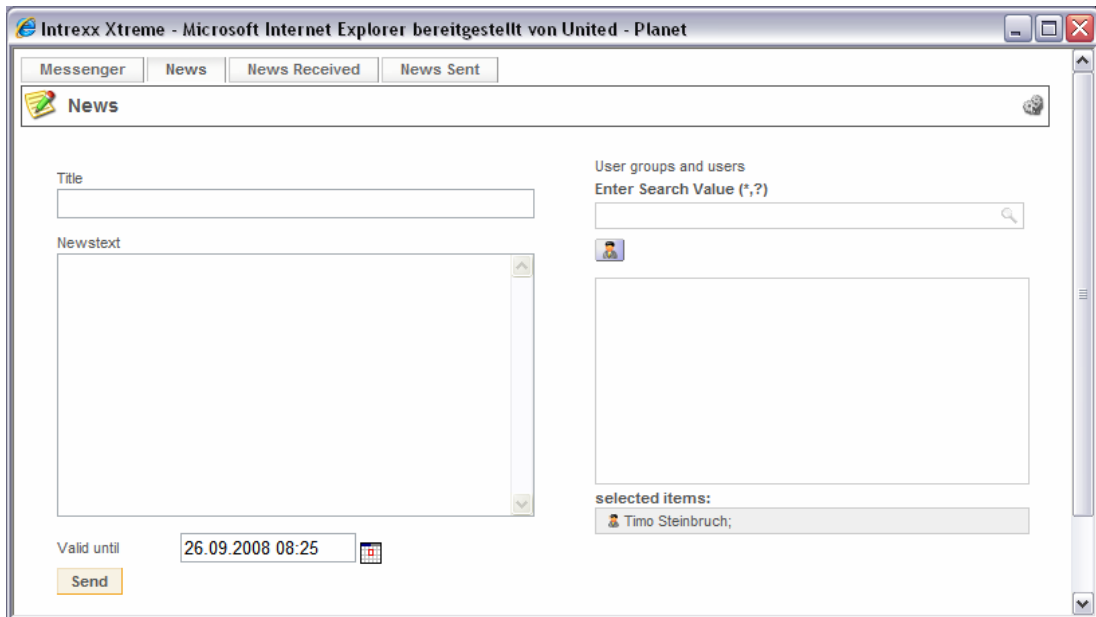 Intrexx Xtreme - Microsoft Internet Explorer bereitgestellt von United - Planet
Messenger News News Received News Sent
News
Title
Newstext
Valid until 26.09.2008 08:25
Send
User groups and users
Enter Search Value (*,?)
selected items:
Timo Steinbruch;